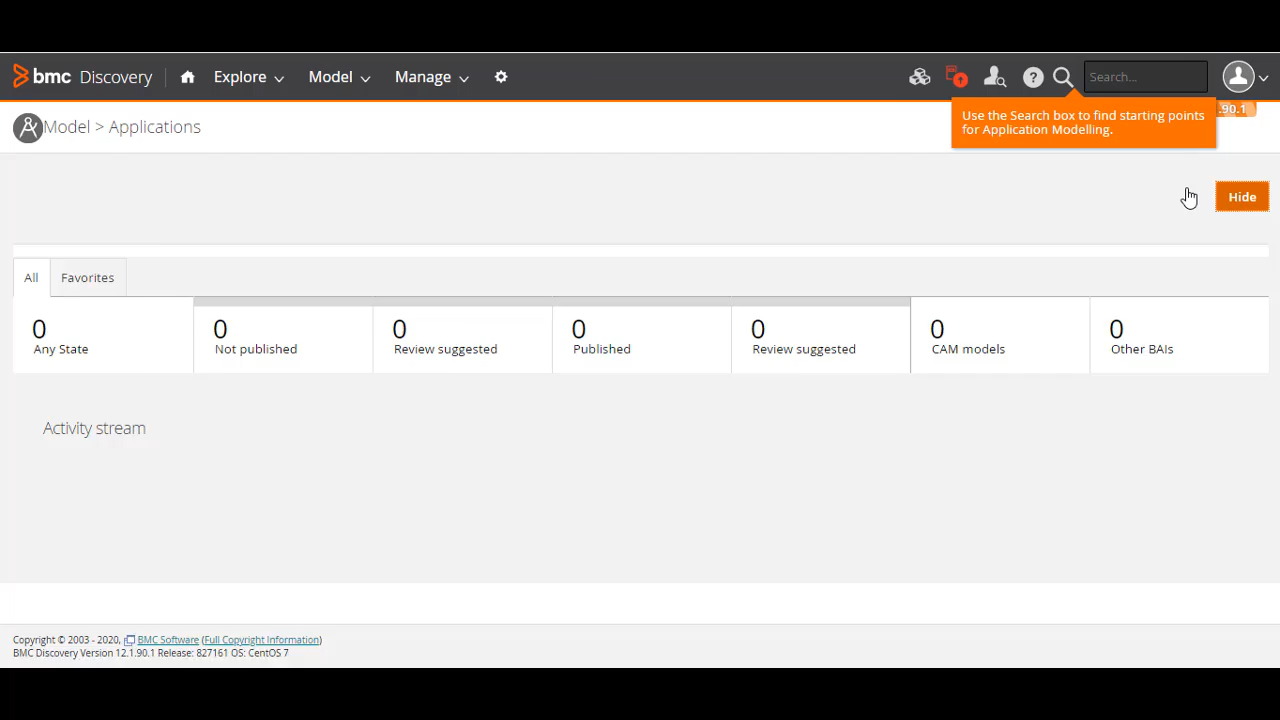 bmc Discovery Explore Model Manage ? Search...
Use the Search box to find starting points
for Application Modelling.
.90.1
Model > Applications
Hide
All Favorites
0 0 0 0 0 0 0
Any State Not published Review suggested Published Review suggested CAM models Other BAIs
Activity stream
Copyright © 2003 - 2020, BMC Software (Full Copyright Information)
BMC Discovery Version 12.1.90.1 Release: 827161 OS: CentOS 7